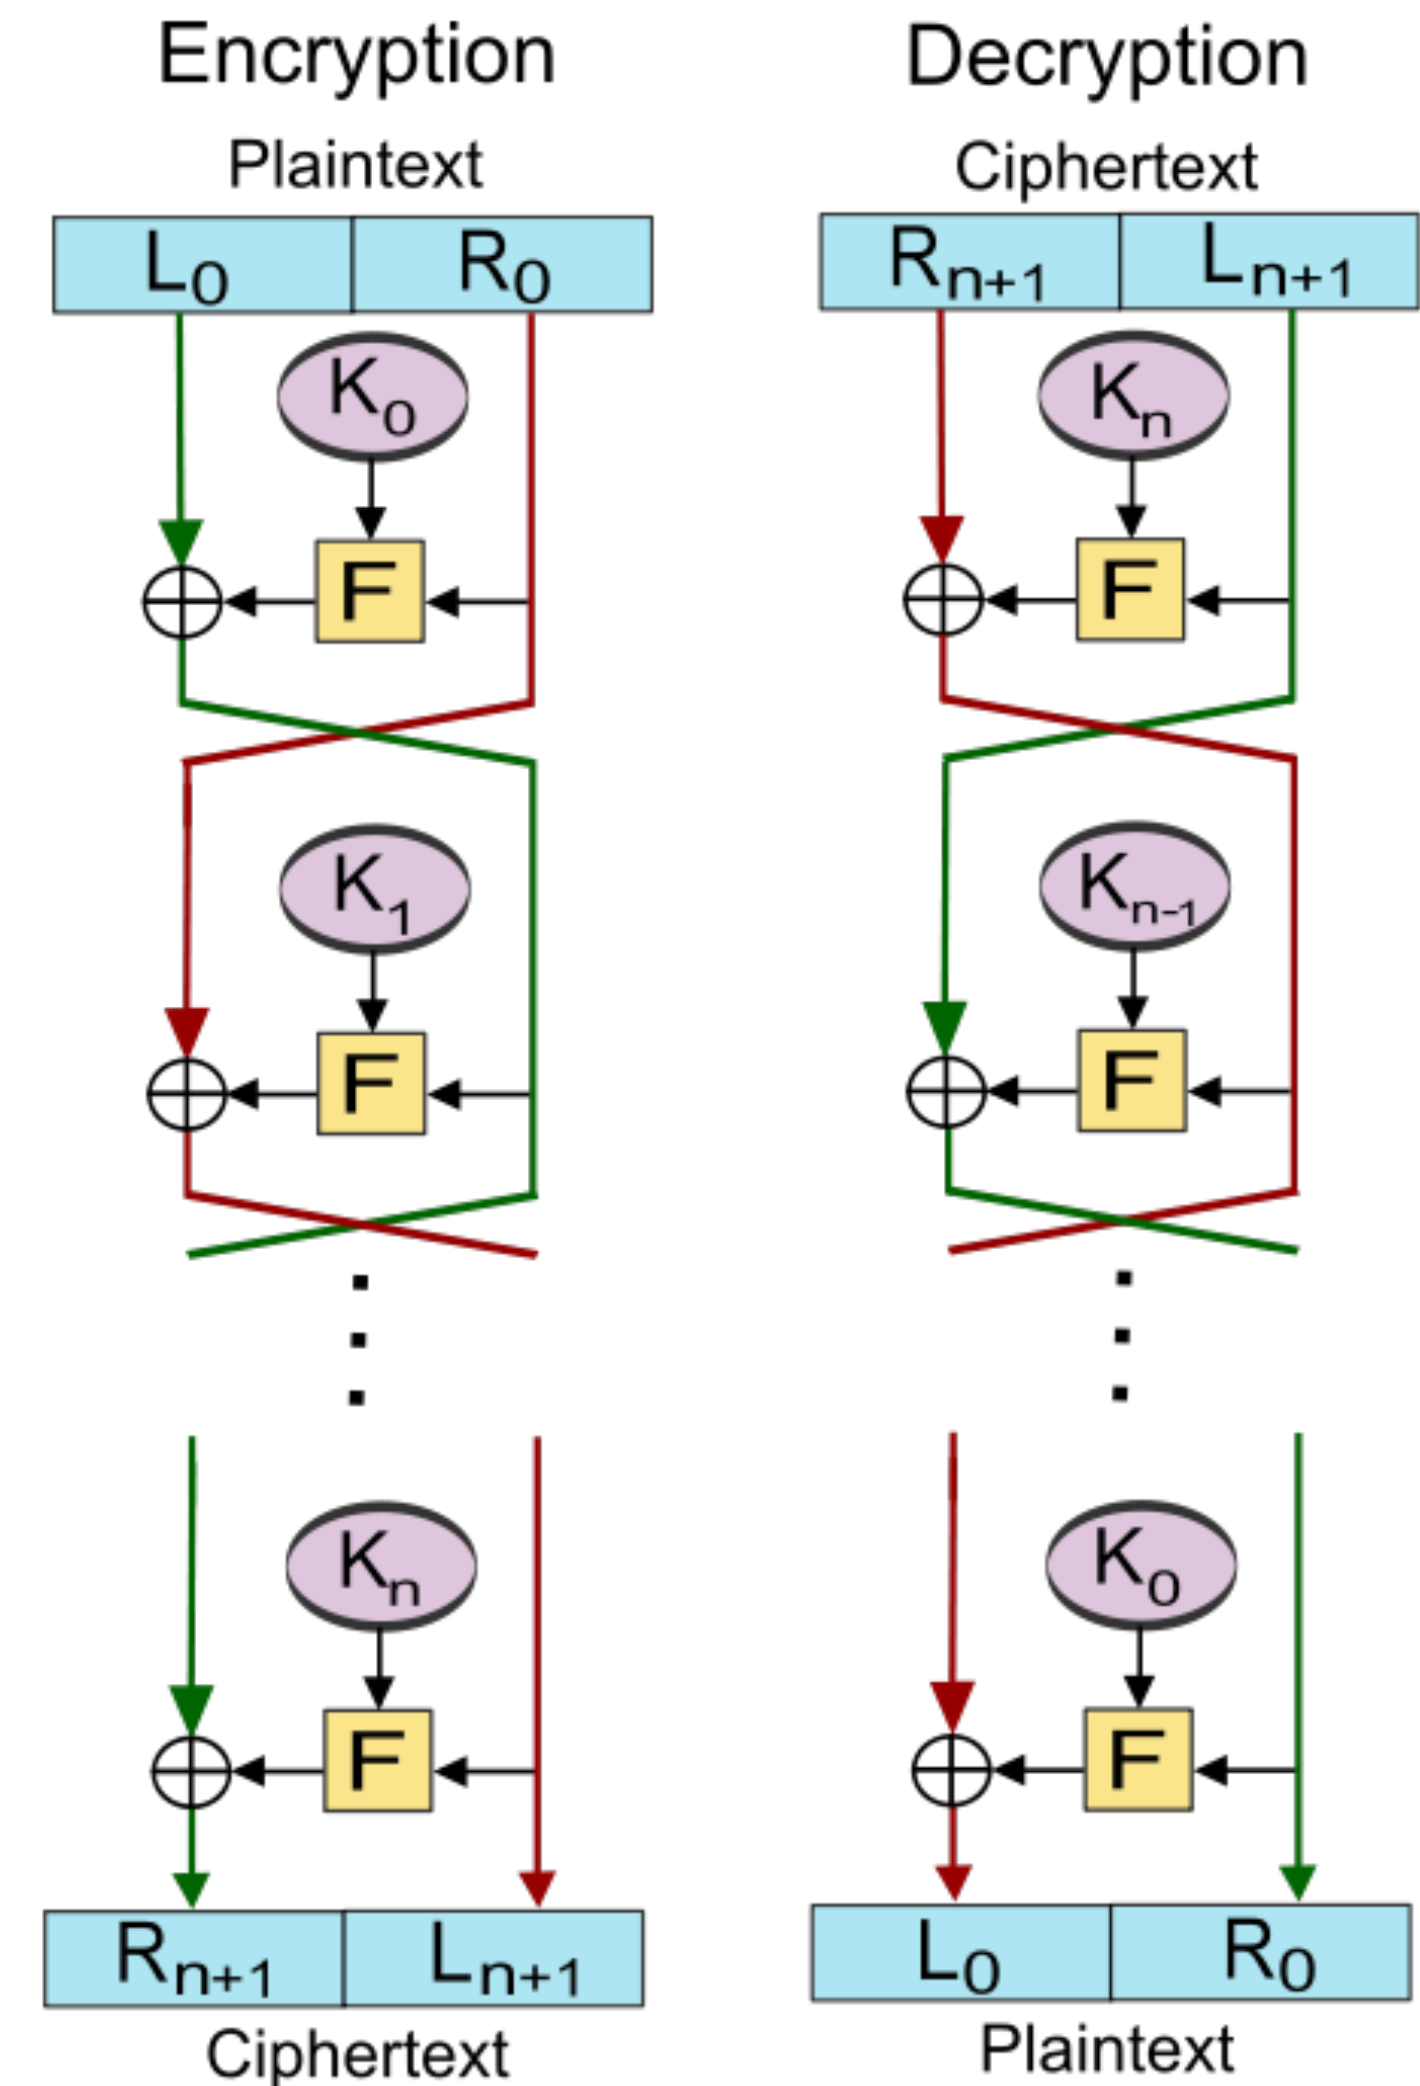 Encryption
Plaintext
L0 R0
K0
F
K1
F
Kn
F
Rn+1 Ln+1
Ciphertext
Decryption
Ciphertext
Rn+1 Ln+1
Kn
F
Kn-1
F
K0
F
L0 R0
Plaintext